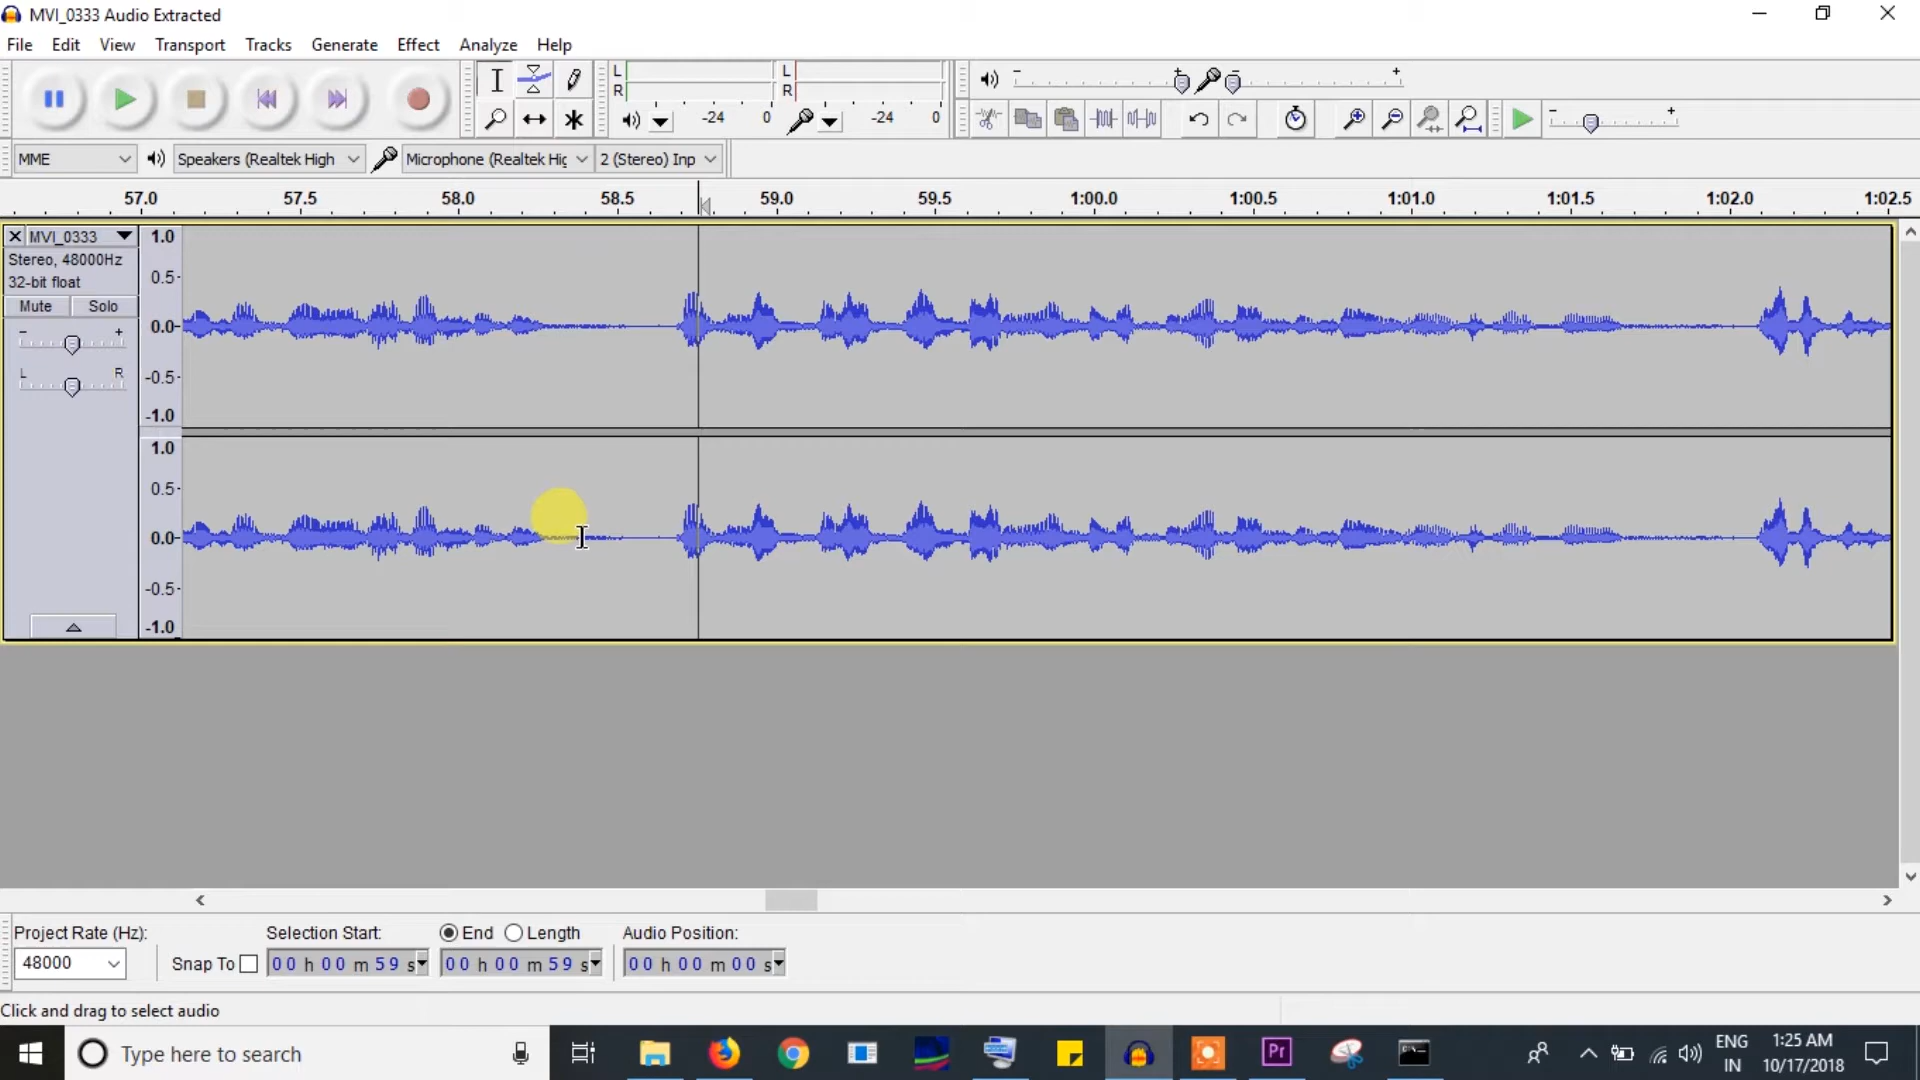 MVI_0333 Audio Extracted
File Edit View Transport Tracks Generate Effect Analyze Help
L
R
-24 0
L
R
-24 0
MME
Speakers (Realtek High
Microphone (Realtek Hig
2 (Stereo) Inp
57.0 57.5 58.0 58.5 59.0 59.5 1:00.0 1:00.5 1:01.0 1:01.5 1:02.0 1:02.5
MVI_0333
Stereo, 48000Hz
32-bit float
Mute Solo
- +
L R
1.0
0.5-
0.0-
-0.5-
-1.0
1.0
0.5-
0.0-
-0.5-
-1.0
Project Rate (Hz):
48000
Snap To
Selection Start:
00 h 00 m 59 s
End Length
00 h 00 m 59 s
Audio Position:
00 h 00 m 00 s
Click and drag to select audio
Type here to search
Pr
ENG
IN
1:25 AM
10/17/2018